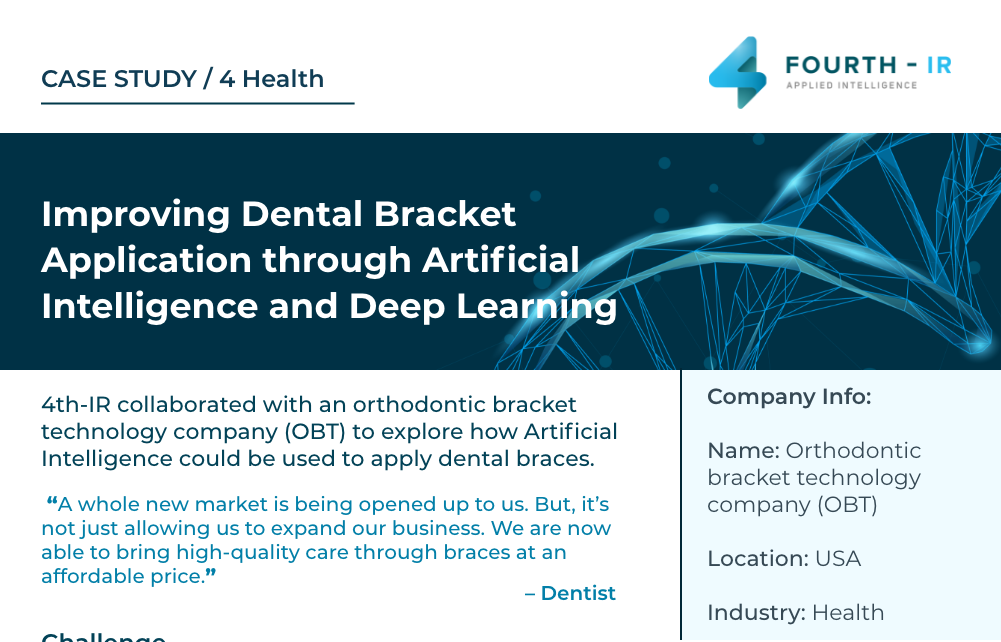 CASE STUDY / 4 Health
FOURTH - IR
APPLIED INTELLIGENCE
Improving Dental Bracket
Application through Artificial
Intelligence and Deep Learning
4th-IR collaborated with an orthodontic bracket
technology company (OBT) to explore how Artificial
Intelligence could be used to apply dental braces.
“A whole new market is being opened up to us. But, it’s
not just allowing us to expand our business. We are now
able to bring high-quality care through braces at an
affordable price.”
– Dentist
Challenge
Company Info:
Name: Orthodontic
bracket technology
company (OBT)
Location: USA
Industry: Health